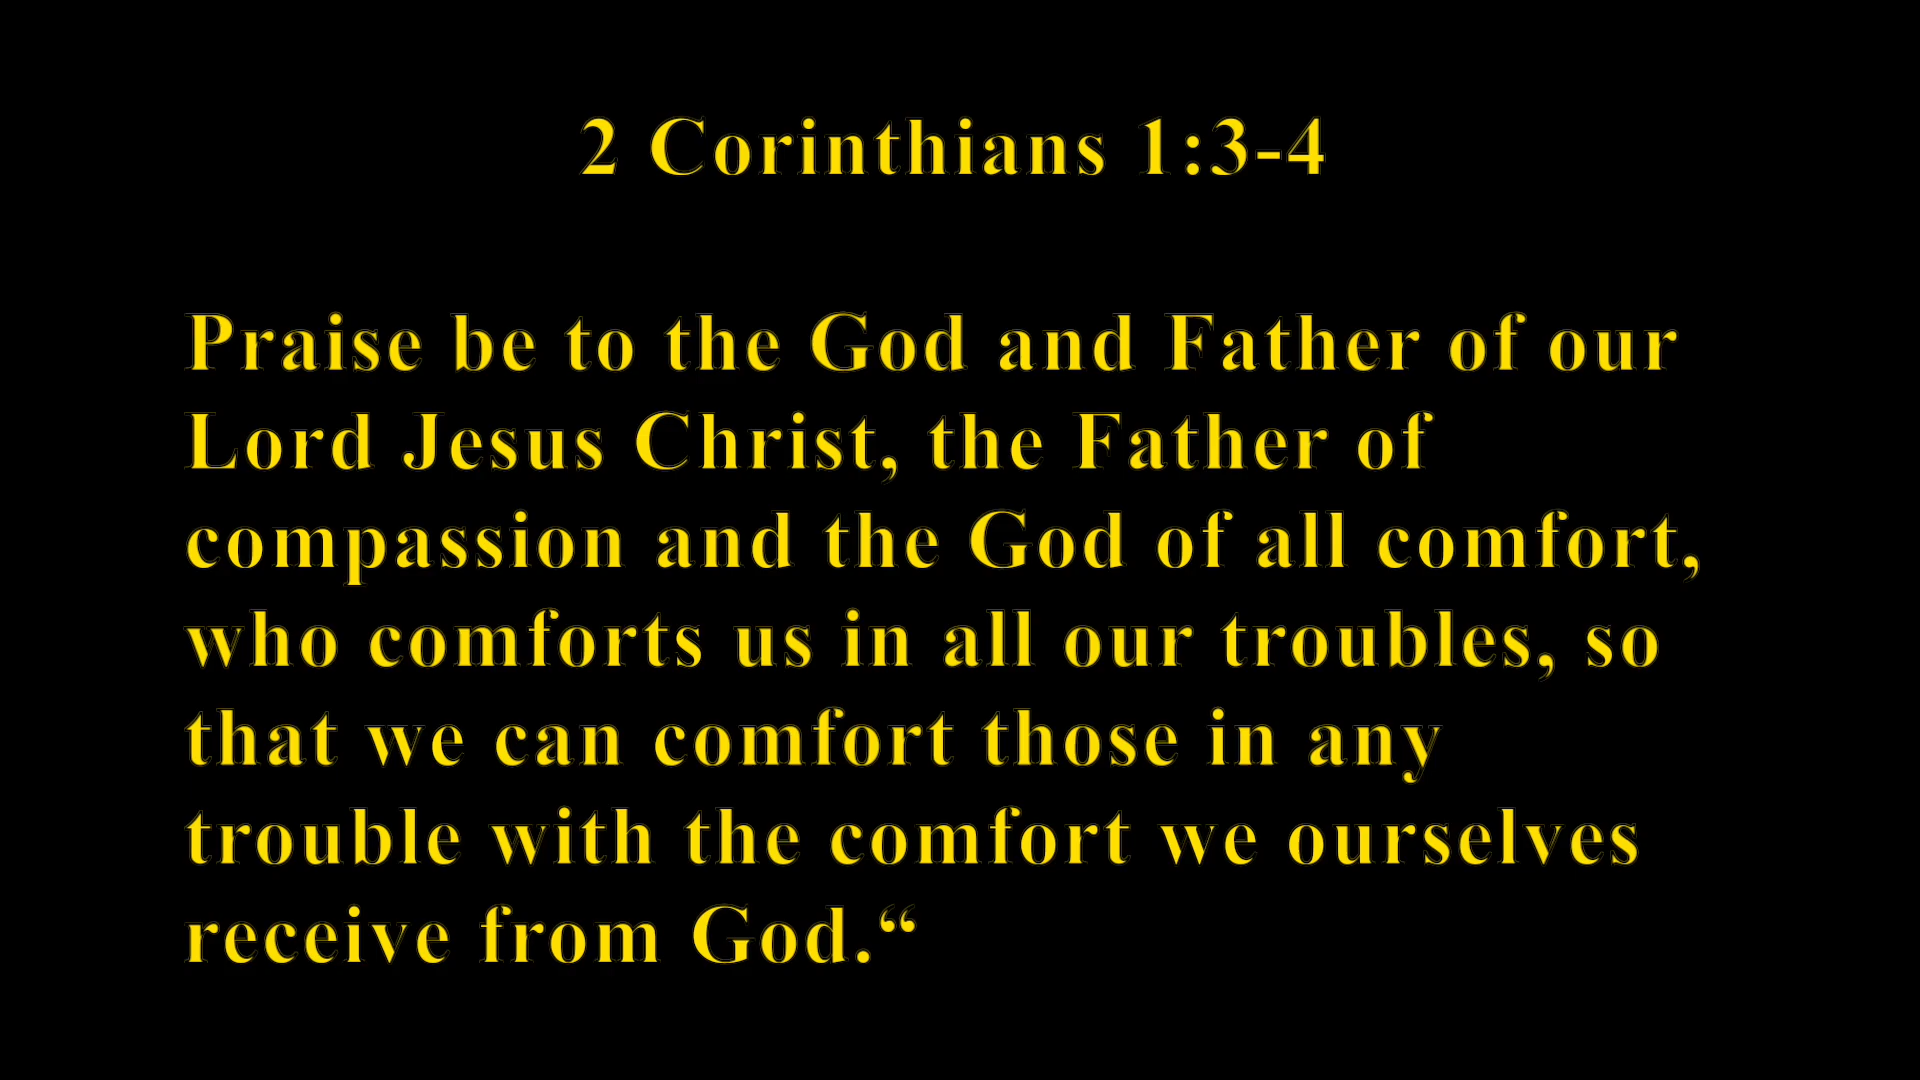 2 Corinthians 1:3-4
Praise be to the God and Father of our
Lord Jesus Christ, the Father of
compassion and the God of all comfort,
who comforts us in all our troubles, so
that we can comfort those in any
trouble with the comfort we ourselves
receive from God.“